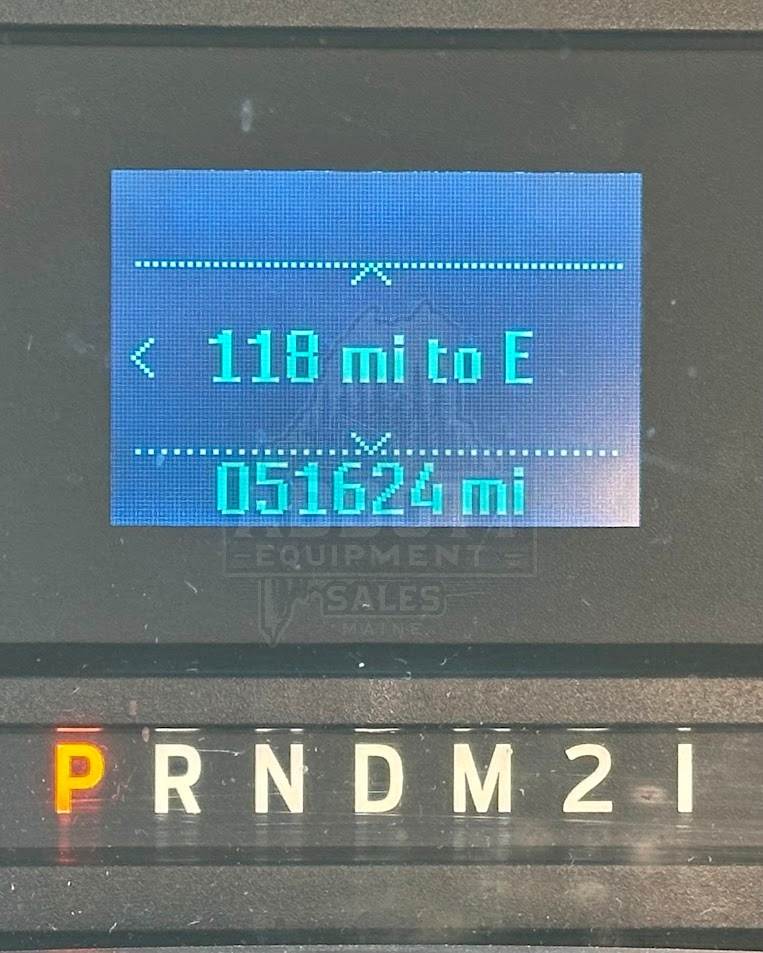 118 mi to E
051624 mi
EQUIPMENT
SALES
MAINE
P R N D M 2 1